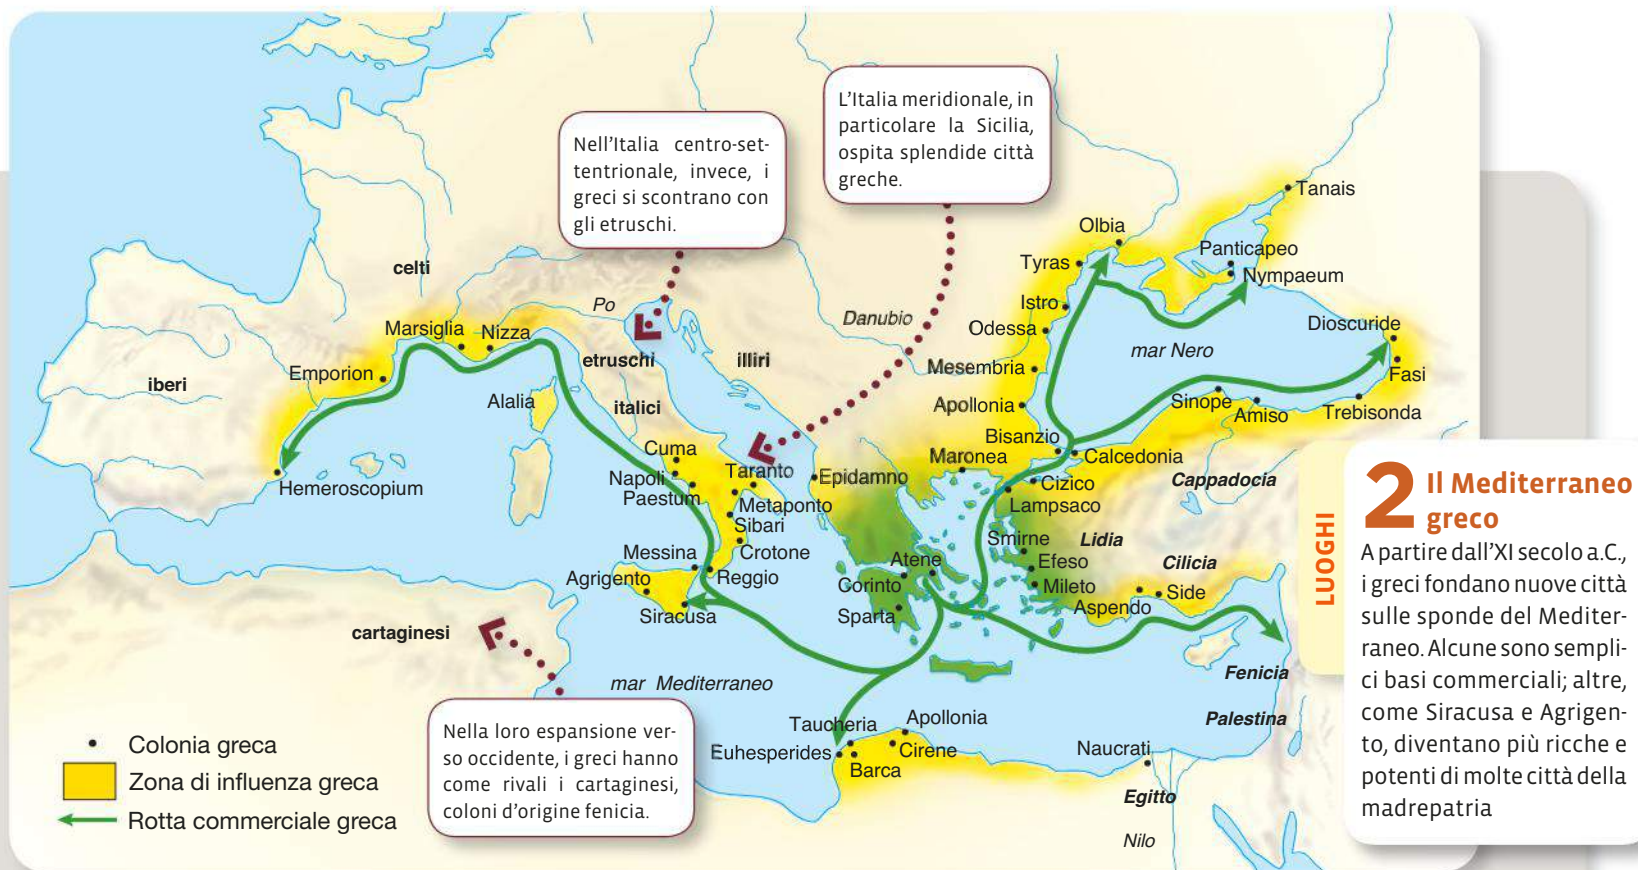 L'Italia meridionale, in
particolare la Sicilia,
ospita splendide città
greche.
Nell'Italia centro-set-
tentrionale, invece, i
greci si scontrano con
gli etruschi.
Tanais
Olbia
Panticapeo
Tyras
Nympaeum
celti
Istro
Po
Danubio
Marsiglia
Nizza
Odessa
Dioscuride
mar Nero
etruschi
illiri
Mesembria
Emporion
iberi
Fasi
Alalia
italici
Apollonia
Sinope
Amiso
Trebisonda
Bisanzio
Cuma
Maronea
Calcedonia
Napoli
Taranto
Epidamno
Cizico
Cappadocia
Hemeroscopium
Paestum
Metaponto
Lampsaco
Sibari
Smirne
Lidia
Messina
Crotone
Atene
Efeso
Cilicia
Agrigento
Reggio
Corinto
Mileto
Side
Siracusa
Sparta
Aspendo
cartaginesi
Fenicia
mar Mediterraneo
Palestina
Taucheria
Apollonia
Euhesperides
Cirene
Naucrati
Barca
Egitto
Nilo
Nella loro espansione ver-
so occidente, i greci hanno
come rivali i cartaginesi,
coloni d'origine fenicia.
Colonia greca
Zona di influenza greca
Rotta commerciale greca
LUOGHI
2 Il Mediterraneo
greco
A partire dall'XI secolo a.C.,
i greci fondano nuove città
sulle sponde del Mediter-
raneo. Alcune sono sempli-
ci basi commerciali; altre,
come Siracusa e Agrigen-
to, diventano più ricche e
potenti di molte città della
madrepatria